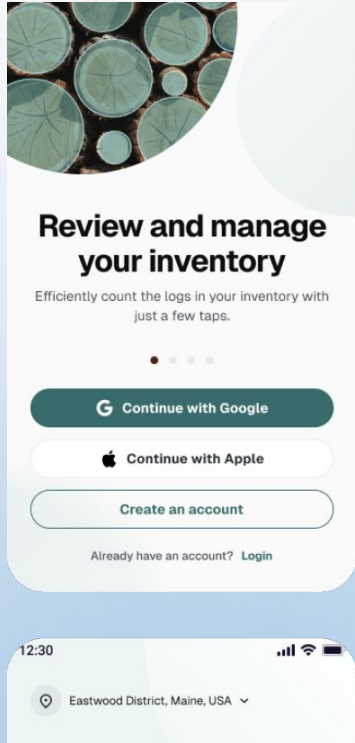 Review and manage
your inventory
Efficiently count the logs in your inventory with
just a few taps.
Continue with Google
Continue with Apple
Create an account
Already have an account? Login
12:30
Eastwood District, Maine, USA